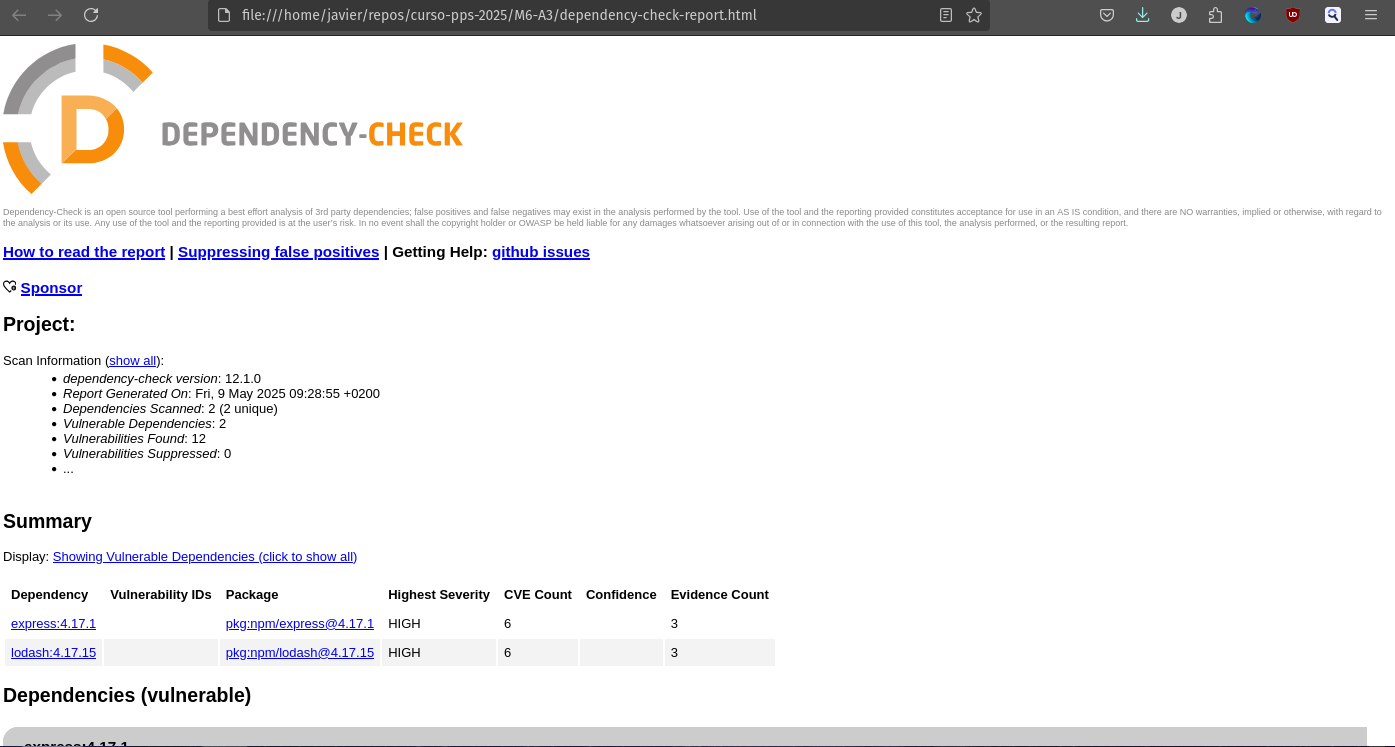 file:///home/javier/repos/curso-pps-2025/M6-A3/dependency-check-report.html
J
UD
D
DEPENDENCY-CHECK
Dependency-Check is an open source tool performing a best effort analysis of 3rd party dependencies; false positives and false negatives may exist in the analysis performed by the tool. Use of the tool and the reporting provided constitutes acceptance for use in an AS IS condition, and there are NO warranties, implied or otherwise, with regard to
the analysis or its use. Any use of the tool and the reporting provided is at the user's risk. In no event shall the copyright holder or OWASP be held liable for any damages whatsoever arising out of or in connection with the use of this tool, the analysis performed, or the resulting report.
How to read the report | Suppressing false positives | Getting Help: github issues
Sponsor
Project:
Scan Information (show all):
• dependency-check version: 12.1.0
• Report Generated On: Fri, 9 May 2025 09:28:55 +0200
• Dependencies Scanned: 2 (2 unique)
• Vulnerable Dependencies: 2
• Vulnerabilities Found: 12
• Vulnerabilities Suppressed: 0
• ...
Summary
Display: Showing Vulnerable Dependencies (click to show all)
Dependency Vulnerability IDs Package Highest Severity CVE Count Confidence Evidence Count
express:4.17.1 pkg:npm/express@4.17.1 HIGH 6 3
lodash:4.17.15 pkg:npm/lodash@4.17.15 HIGH 6 3
Dependencies (vulnerable)
express:4.17.1